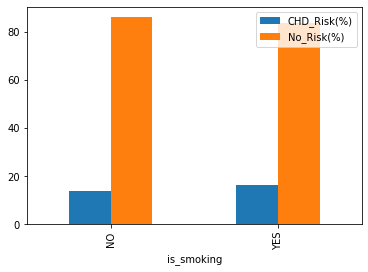 CHD_Risk(%)
No_Risk(%)
80
60
40
20
0
NO
YES
is_smoking